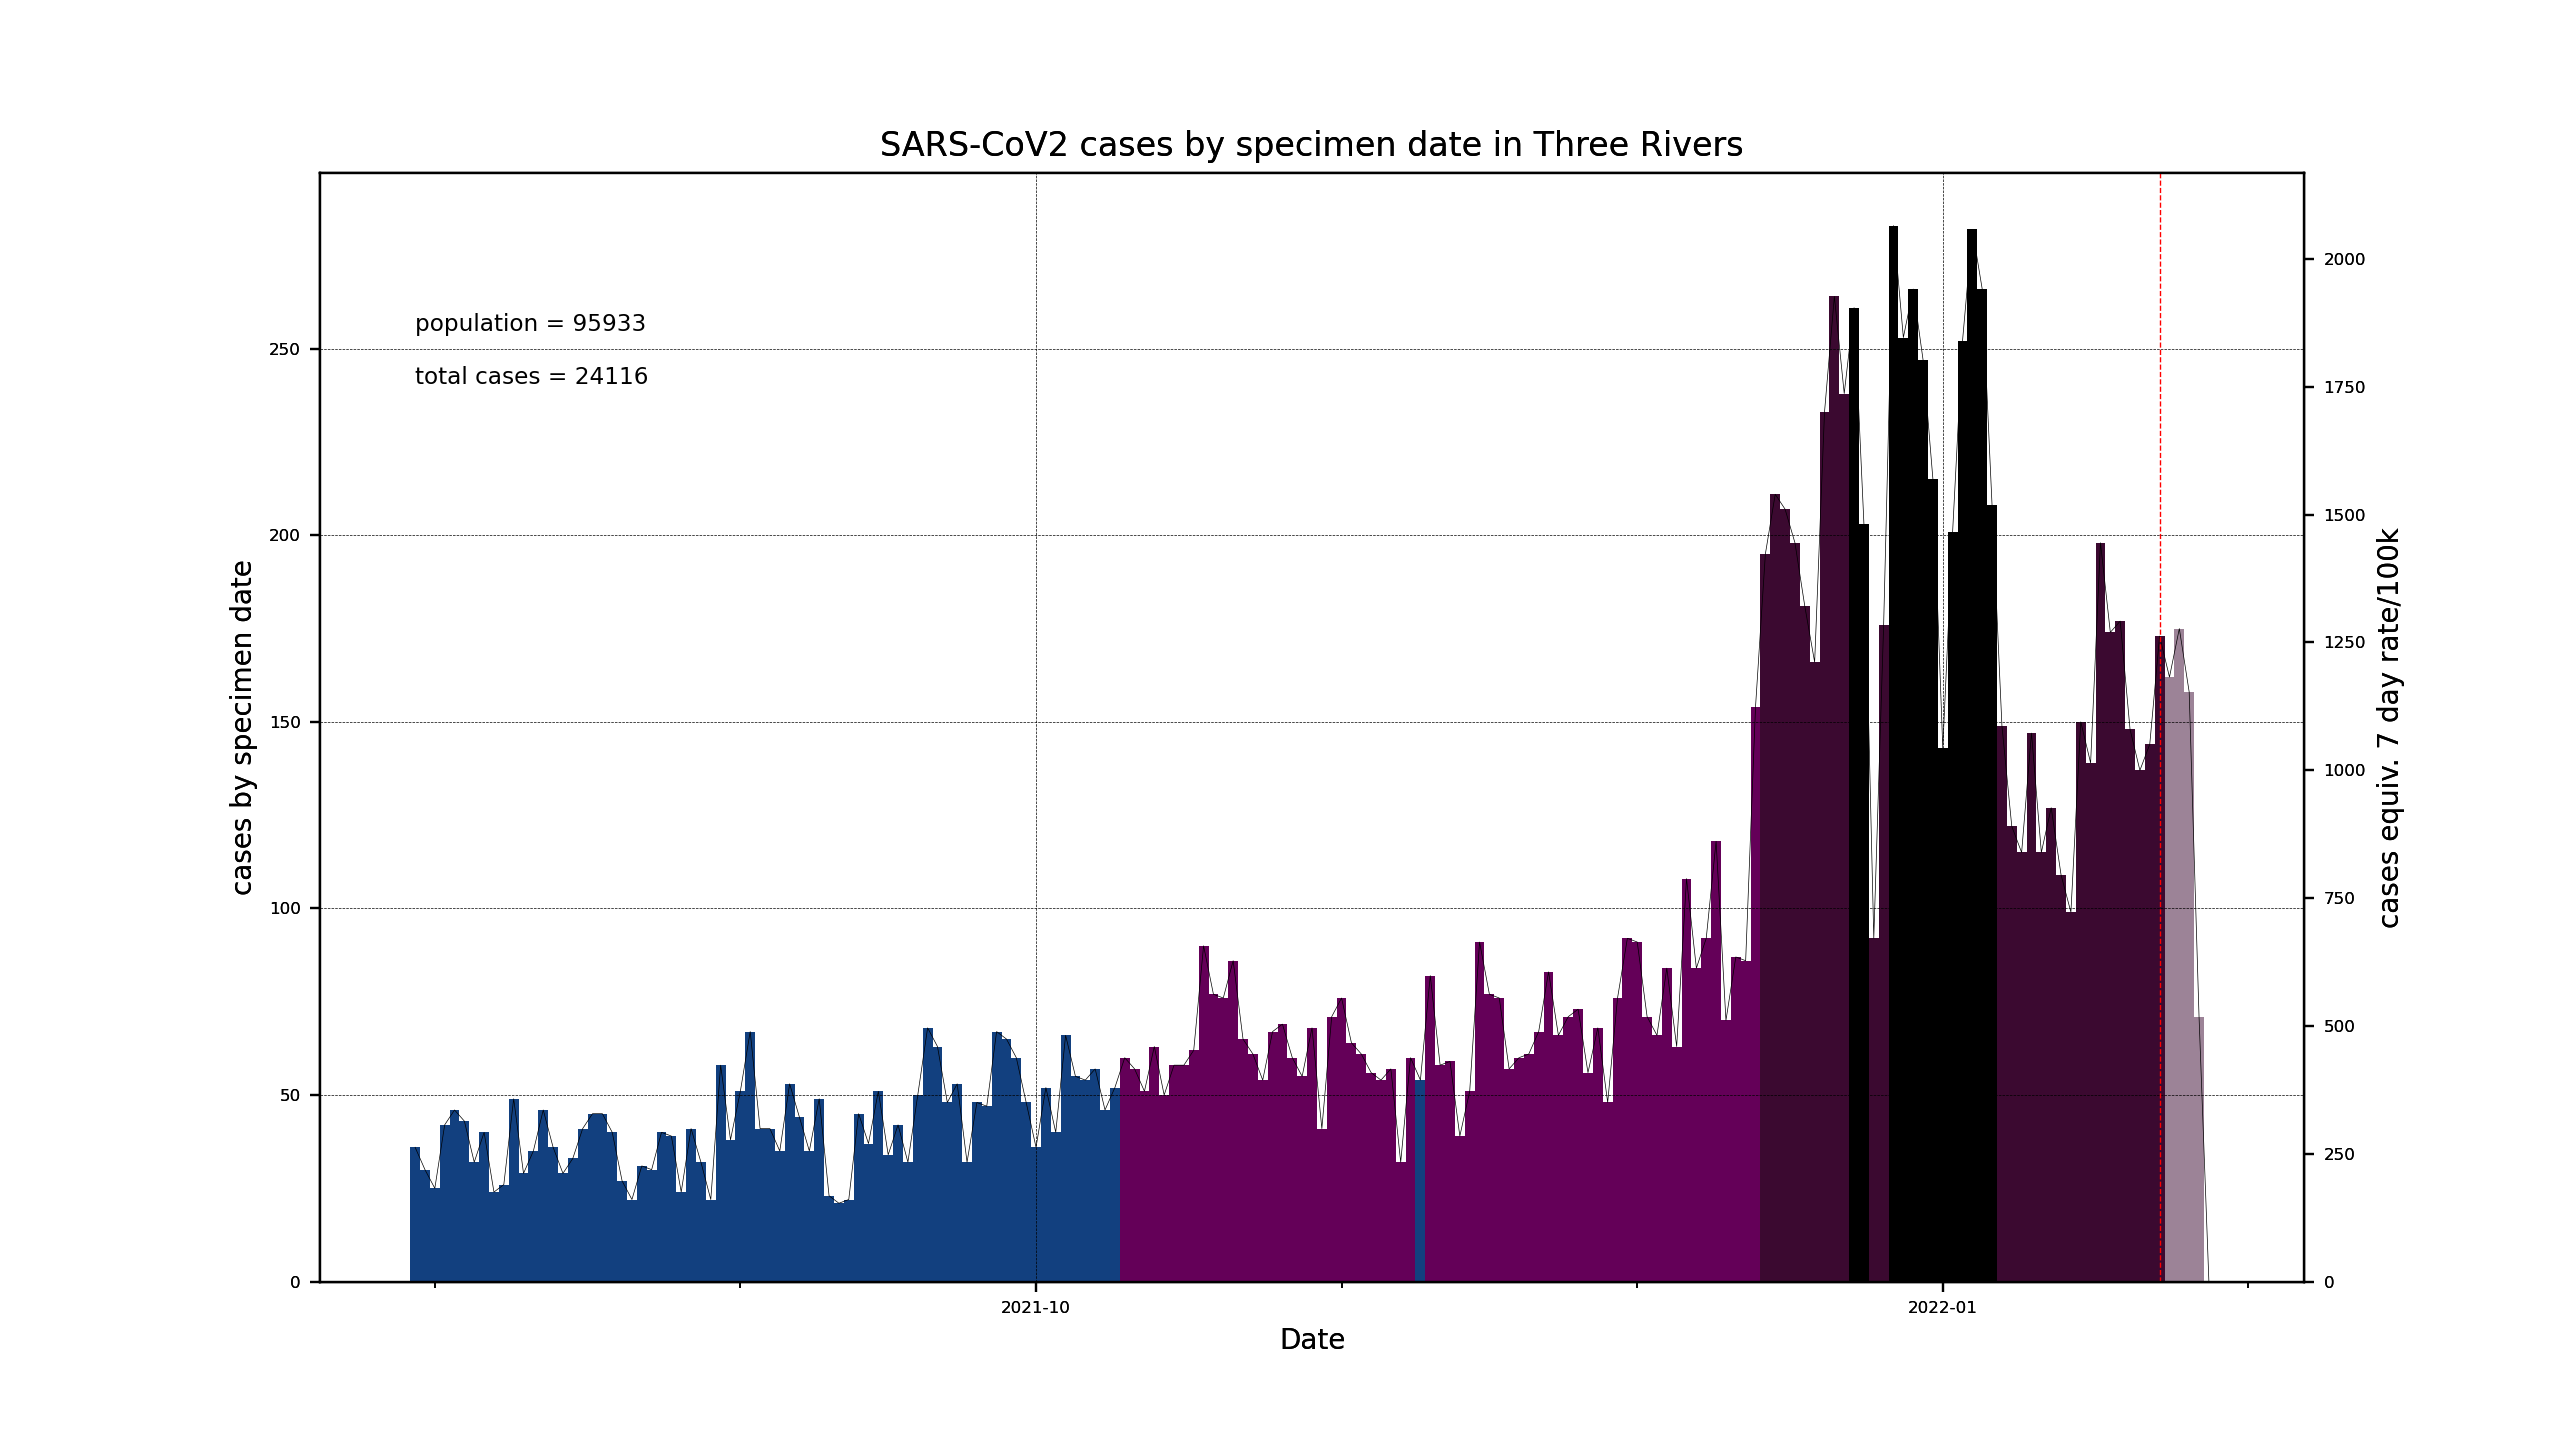 SARS-CoV2 cases by specimen date in Three Rivers
population = 95933
total cases = 24116
cases by specimen date
250
200
150
100
50
0
2000
1750
1500
1250
1000
750
500
250
0
cases equiv. 7 day rate/100k
2021-10
2022-01
Date